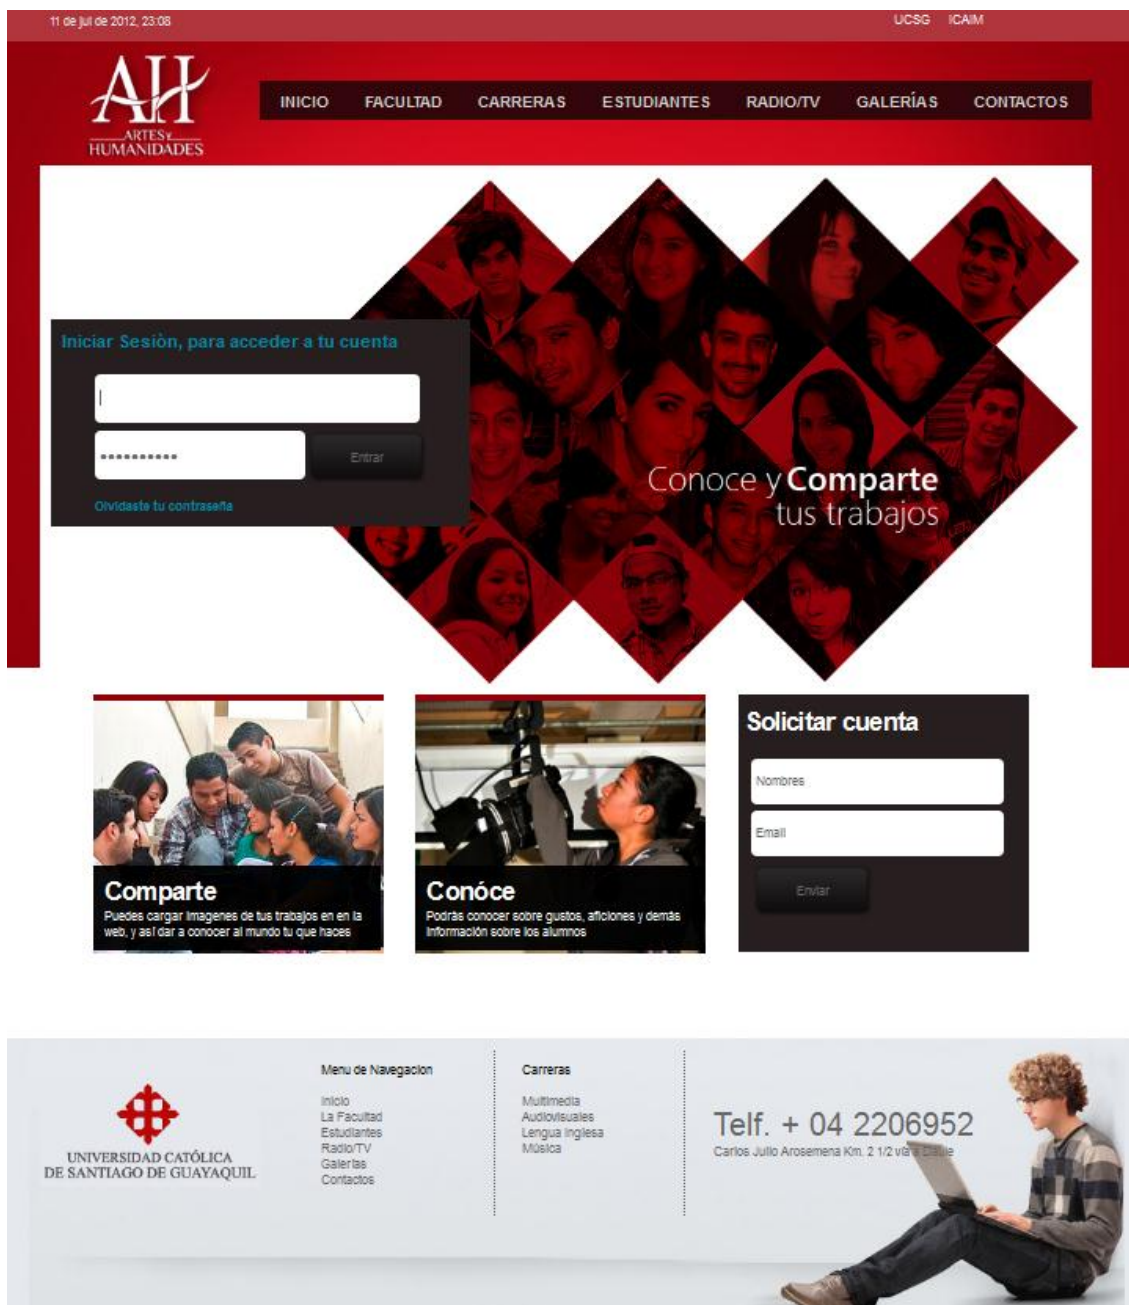 11 de jul de 2012, 23:08
UCSG ICAIM
AH
ARTES Y
HUMANIDADES
INICIO FACULTAD CARRERAS ESTUDIANTES RADIO/TV GALERÍAS CONTACTOS
Iniciar Sesiòn, para acceder a tu cuenta
Entrar
Olvidaste tu contraseña
Conoce y Comparte
tus trabajos
Comparte
Puedes cargar imagenes de tus trabajos en en la
web, y así dar a conocer al mundo tu que haces
Conóce
Podrás conocer sobre gustos, aficiones y demás
información sobre los alumnos
Solicitar cuenta
Nombres
Email
Enviar
UNIVERSIDAD CATÓLICA
DE SANTIAGO DE GUAYAQUIL
Menu de Navegacion
Inicio
La Facultad
Estudiantes
Radio/TV
Galerías
Contactos
Carreras
Multimedia
Audiovisuales
Lengua Inglesa
Música
Telf. + 04 2206952
Carlos Julio Arosemena Km. 2 1/2 vía a Daule